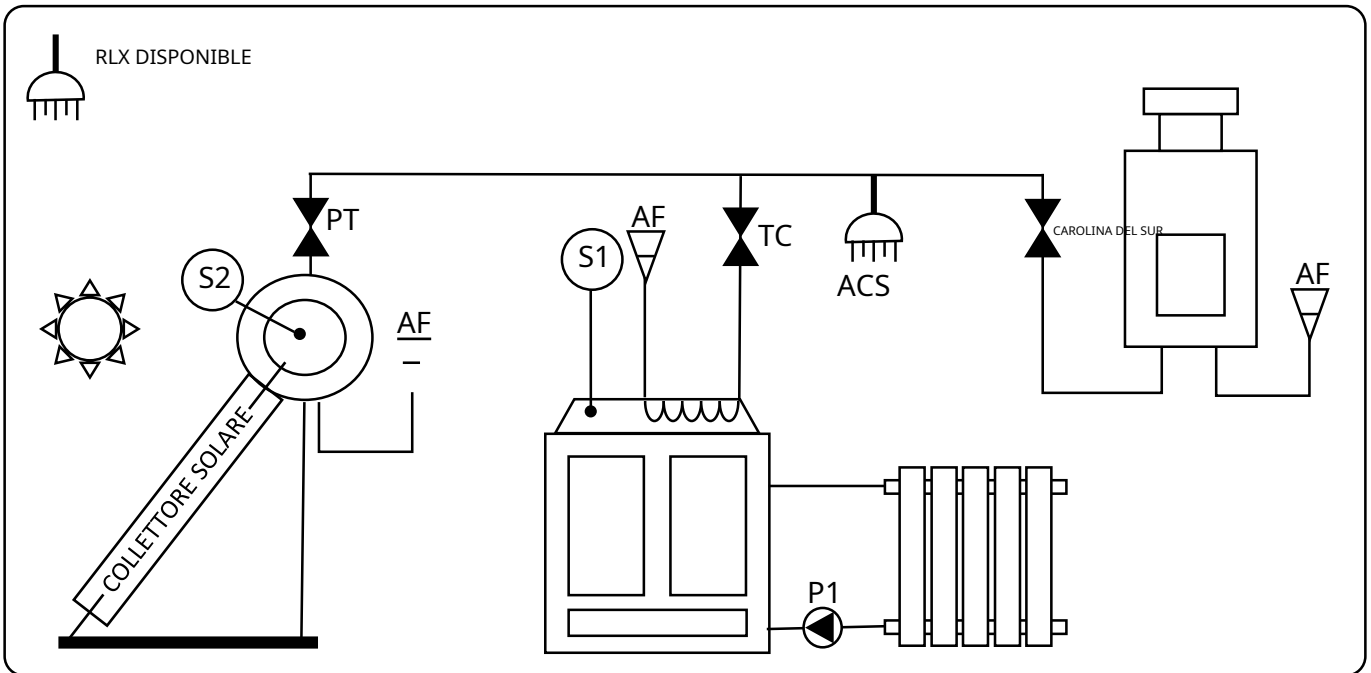 RLX DISPONIBLE
PT
AF
TC
S1
S2
CAROLINA DEL SUR
ACS
AF
AF
COLLETTORE SOLARE
P1